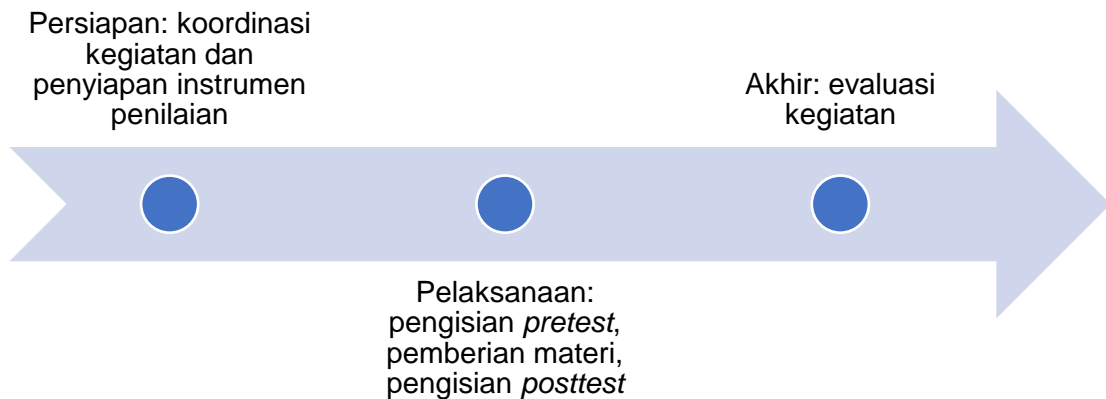 Persiapan: koordinasi
kegiatan dan
penyiapan instrumen
penilaian
Pelaksanaan:
pengisian pretest,
pemberian materi,
pengisian posttest
Akhir: evaluasi
kegiatan